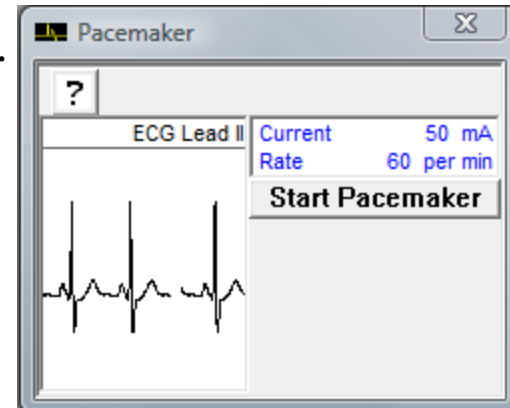 Pacemaker
?
ECG Lead II
Current 50 mA
Rate 60 per min
Start Pacemaker